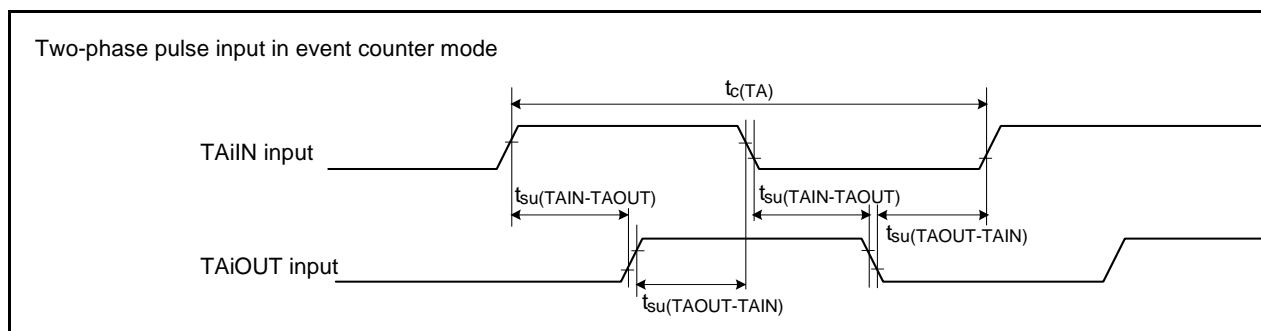 Two-phase pulse input in event counter mode
tc(TA)
TAiIN input
tsu(TAIN-TAOUT)
tsu(TAIN-TAOUT)
tsu(TAOUT-TAIN)
TAiOUT input
tsu(TAOUT-TAIN)